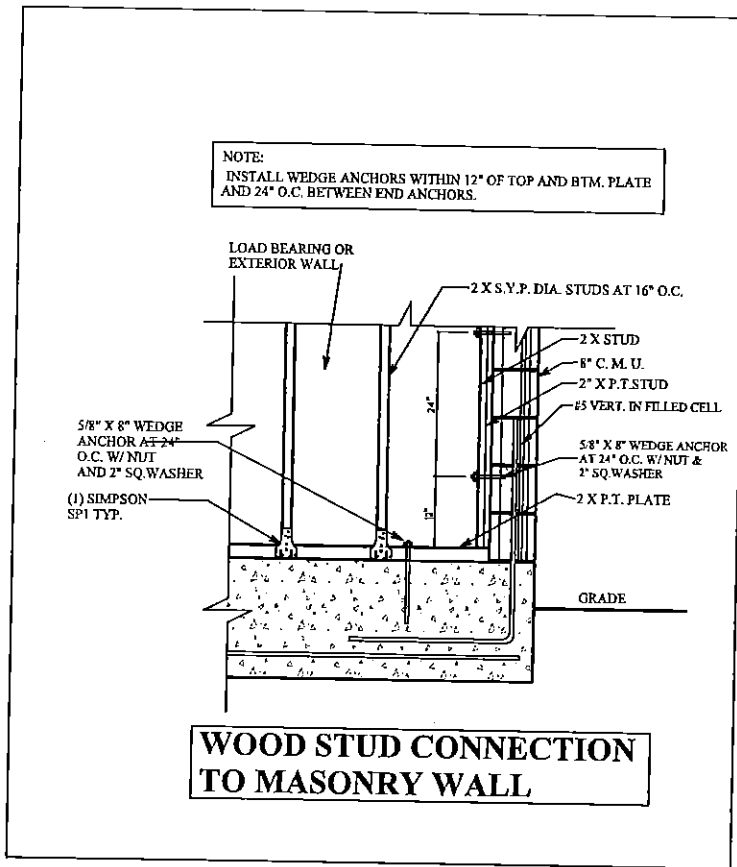 NOTE:
INSTALL WEDGE ANCHORS WITHIN 12" OF TOP AND BTM. PLATE
AND 24" O.C. BETWEEN END ANCHORS.
LOAD BEARING OR
EXTERIOR WALL
2 X S.Y.P. DIA. STUDS AT 16" O.C.
2 X STUD
8" C. M. U.
2" X P.T.STUD
#5 VERT. IN FILLED CELL
5/8" X 8" WEDGE ANCHOR
AT 24" O.C. W/ NUT &
2" SQ.WASHER
2 X P.T. PLATE
24"
12"
5/8" X 8" WEDGE
ANCHOR AT 24"
O.C. W/ NUT
AND 2" SQ.WASHER
(1) SIMPSON
SP1 TYP.
GRADE
WOOD STUD CONNECTION
TO MASONRY WALL